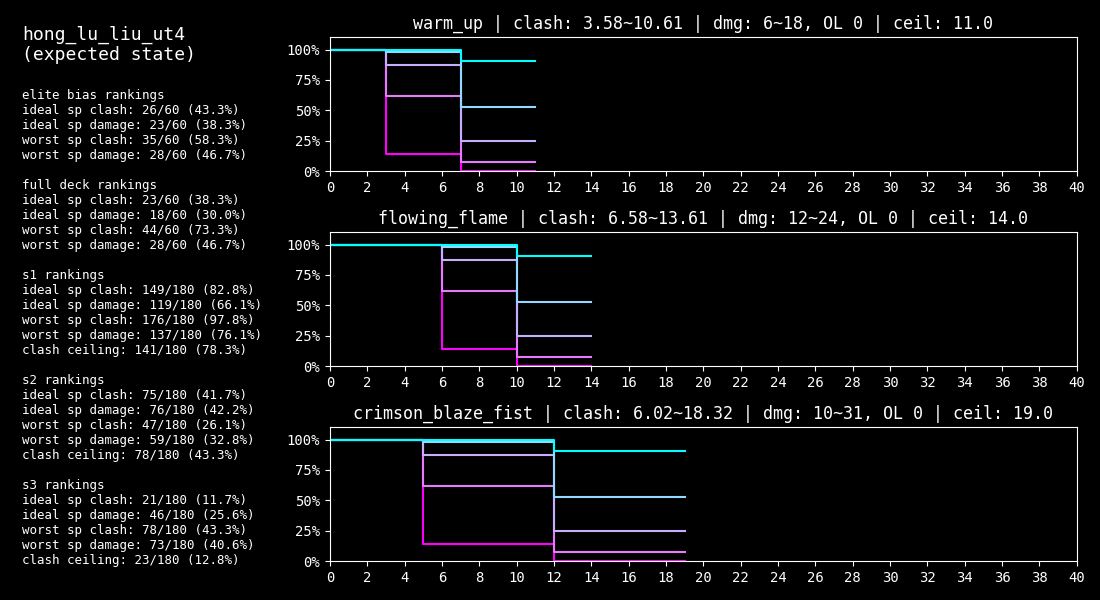 hong_lu_liu_ut4
(expected state)
elite bias rankings
ideal sp clash: 26/60 (43.3%)
ideal sp damage: 23/60 (38.3%)
worst sp clash: 35/60 (58.3%)
worst sp damage: 28/60 (46.7%)
full deck rankings
ideal sp clash: 23/60 (38.3%)
ideal sp damage: 18/60 (30.0%)
worst sp clash: 44/60 (73.3%)
worst sp damage: 28/60 (46.7%)
s1 rankings
ideal sp clash: 149/180 (82.8%)
ideal sp damage: 119/180 (66.1%)
worst sp clash: 176/180 (97.8%)
worst sp damage: 137/180 (76.1%)
clash ceiling: 141/180 (78.3%)
s2 rankings
ideal sp clash: 75/180 (41.7%)
ideal sp damage: 76/180 (42.2%)
worst sp clash: 47/180 (26.1%)
worst sp damage: 59/180 (32.8%)
clash ceiling: 78/180 (43.3%)
s3 rankings
ideal sp clash: 21/180 (11.7%)
ideal sp damage: 46/180 (25.6%)
worst sp clash: 78/180 (43.3%)
worst sp damage: 73/180 (40.6%)
clash ceiling: 23/180 (12.8%)
warm_up | clash: 3.58~10.61 | dmg: 6~18, OL 0 | ceil: 11.0
100%
75%
50%
25%
0%
0 2 4 6 8 10 12 14 16 18 20 22 24 26 28 30 32 34 36 38 40
flowing_flame | clash: 6.58~13.61 | dmg: 12~24, OL 0 | ceil: 14.0
100%
75%
50%
25%
0%
0 2 4 6 8 10 12 14 16 18 20 22 24 26 28 30 32 34 36 38 40
crimson_blaze_fist | clash: 6.02~18.32 | dmg: 10~31, OL 0 | ceil: 19.0
100%
75%
50%
25%
0%
0 2 4 6 8 10 12 14 16 18 20 22 24 26 28 30 32 34 36 38 40